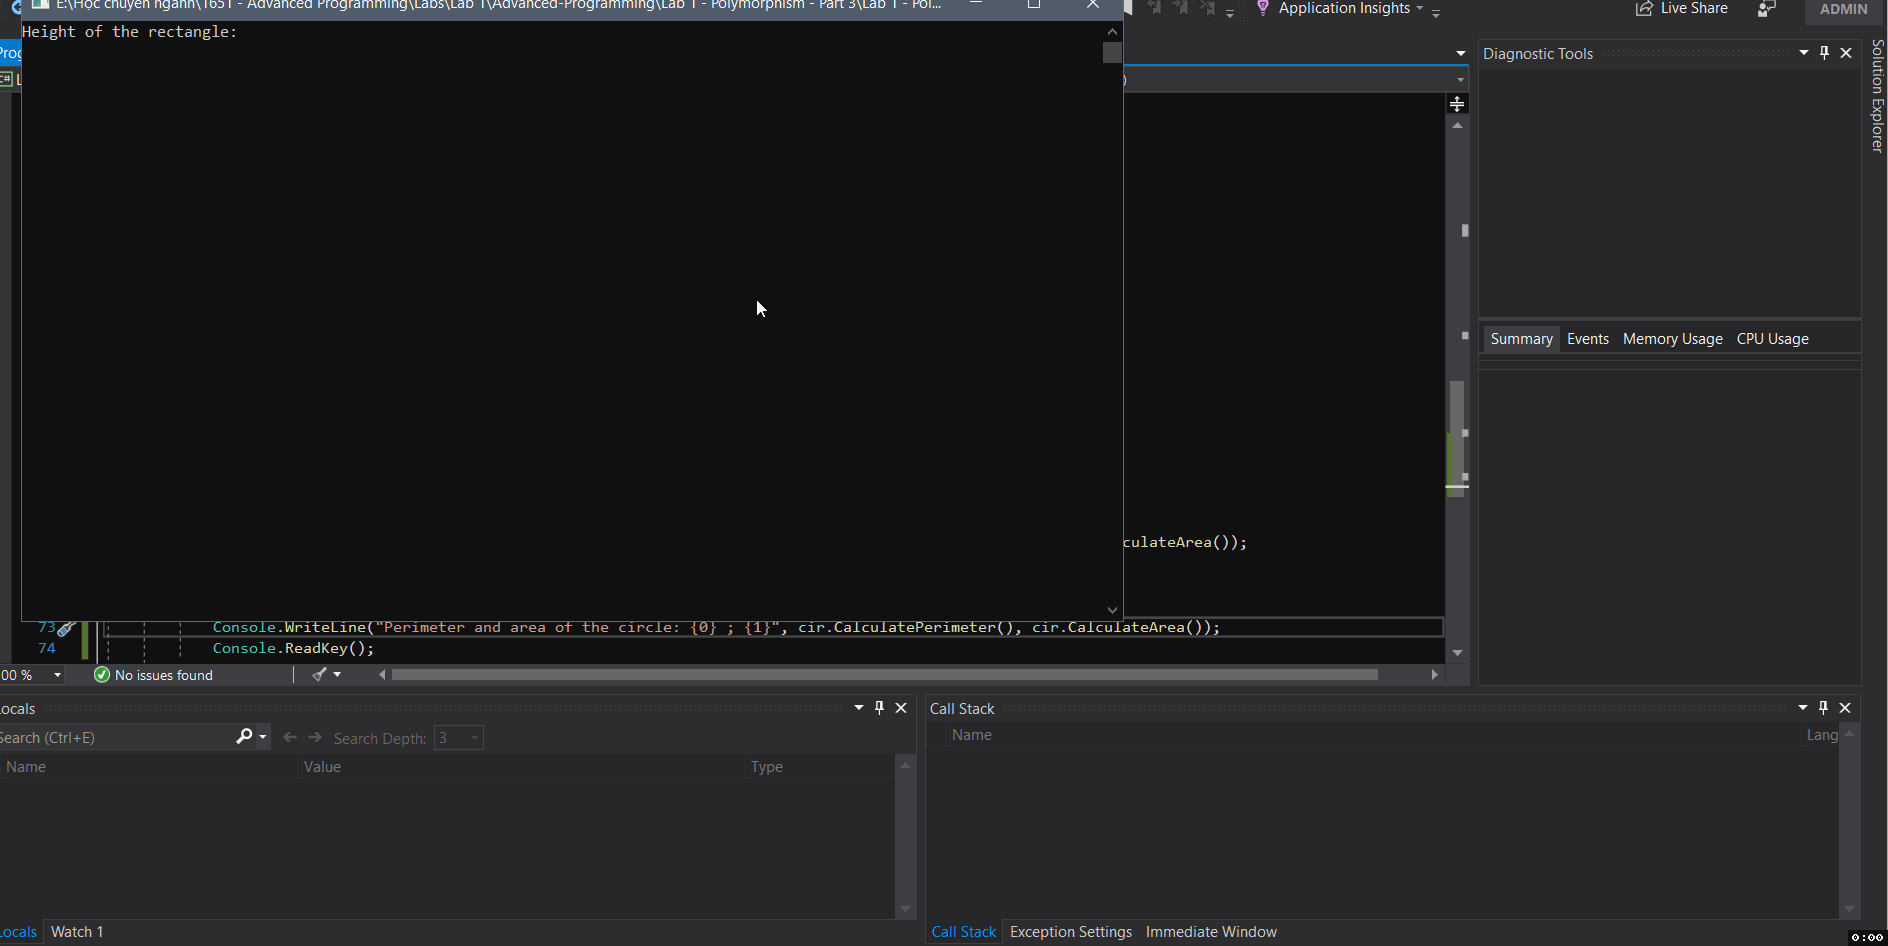 E:\Học chuyên ngành\1651 - Advanced Programming\Labs\Lab 1\Advanced-Programming\Lab 1 - Polymorphism - Part 3\Lab 1 - Pol...
Application Insights
Live Share
ADMIN
Height of the rectangle:
Prog
Diagnostic Tools
Solution Explorer
C# L
)
Summary Events Memory Usage CPU Usage
culateArea());
73 Console.WriteLine("Perimeter and area of the circle: {0} ; {1}", cir.CalculatePerimeter(), cir.CalculateArea());
74 Console.ReadKey();
00 % No issues found
ocals
Call Stack
Search (Ctrl+E) Search Depth: 3
Name Lang
Name Value Type
Locals Watch 1
Call Stack Exception Settings Immediate Window
0:00